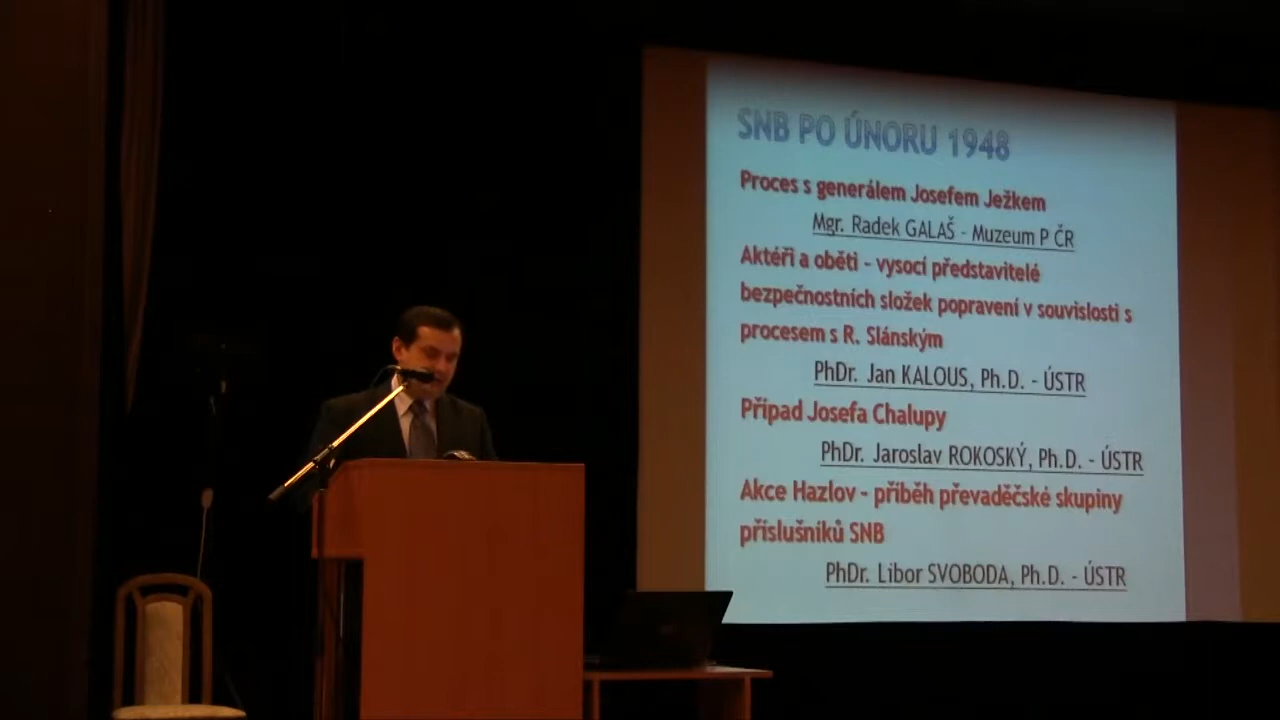 SNB PO ÚNORU 1948
Proces s generálem Josefem Ježkem
Mgr. Radek GALAŠ - Muzeum P ČR
Aktéři a oběti - vysocí představitelé
bezpečnostních složek popravení v souvislosti s
procesem s R. Slánským
PhDr. Jan KALOUS, Ph.D. - ÚSTR
Případ Josefa Chalupy
PhDr. Jaroslav ROKOSKÝ, Ph.D. - ÚSTR
Akce Hazlov - příběh převaděčské skupiny
příslušníků SNB
PhDr. Libor SVOBODA, Ph.D. - ÚSTR